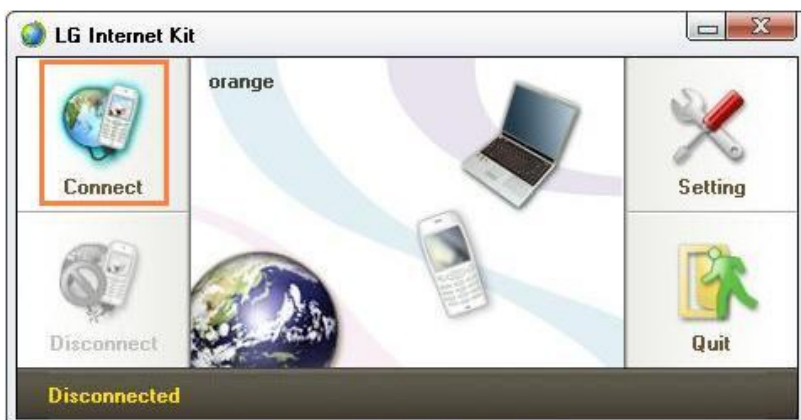 LG Internet Kit
orange
Connect
Setting
Disconnect
Quit
Disconnected